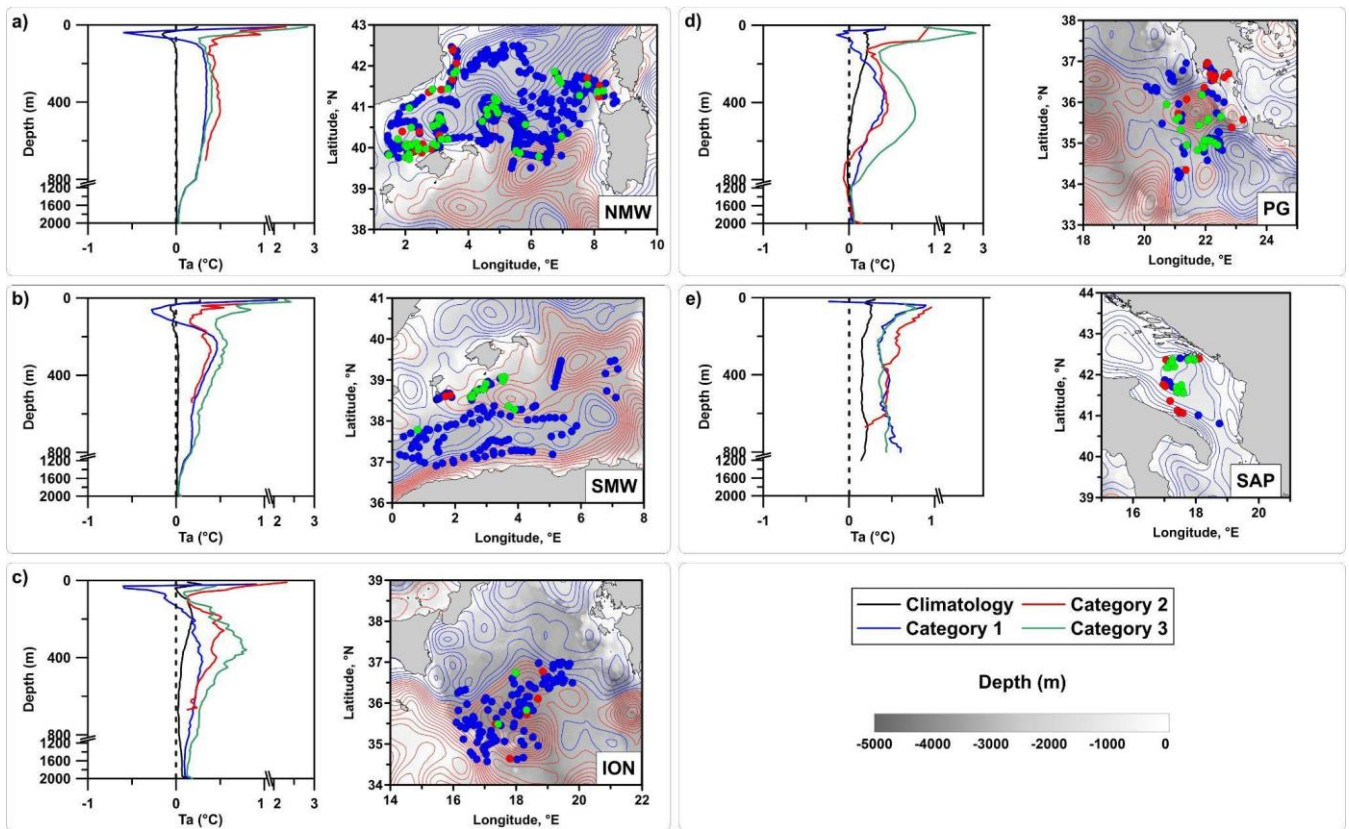 a)
0
400
800
1200
1600
2000
Depth (m)
-1 0 1 2 3
Ta (°C)
43
42
41
40
39
38
Latitude, °N
2 4 6 8 10
Longitude, °E
NMW
b)
0
400
800
1200
1600
2000
Depth (m)
-1 0 1 2 3
Ta (°C)
41
40
39
38
37
36
Latitude, °N
0 2 4 6 8
Longitude, °E
SMW
c)
0
400
800
1200
1600
2000
Depth (m)
-1 0 1 2 3
Ta (°C)
39
38
37
36
35
34
Latitude, °N
14 16 18 20 22
Longitude, °E
ION
d)
0
400
800
1200
1600
2000
Depth (m)
-1 0 1 2 3
Ta (°C)
38
37
36
35
34
33
Latitude, °N
18 20 22 24
Longitude, °E
PG
e)
0
400
800
1200
1600
2000
Depth (m)
-1 0 1
Ta (°C)
44
43
42
41
40
39
Latitude, °N
16 18 20
Longitude, °E
SAP
Climatology Category 2
Category 1 Category 3
Depth (m)
-5000 -4000 -3000 -2000 -1000 0